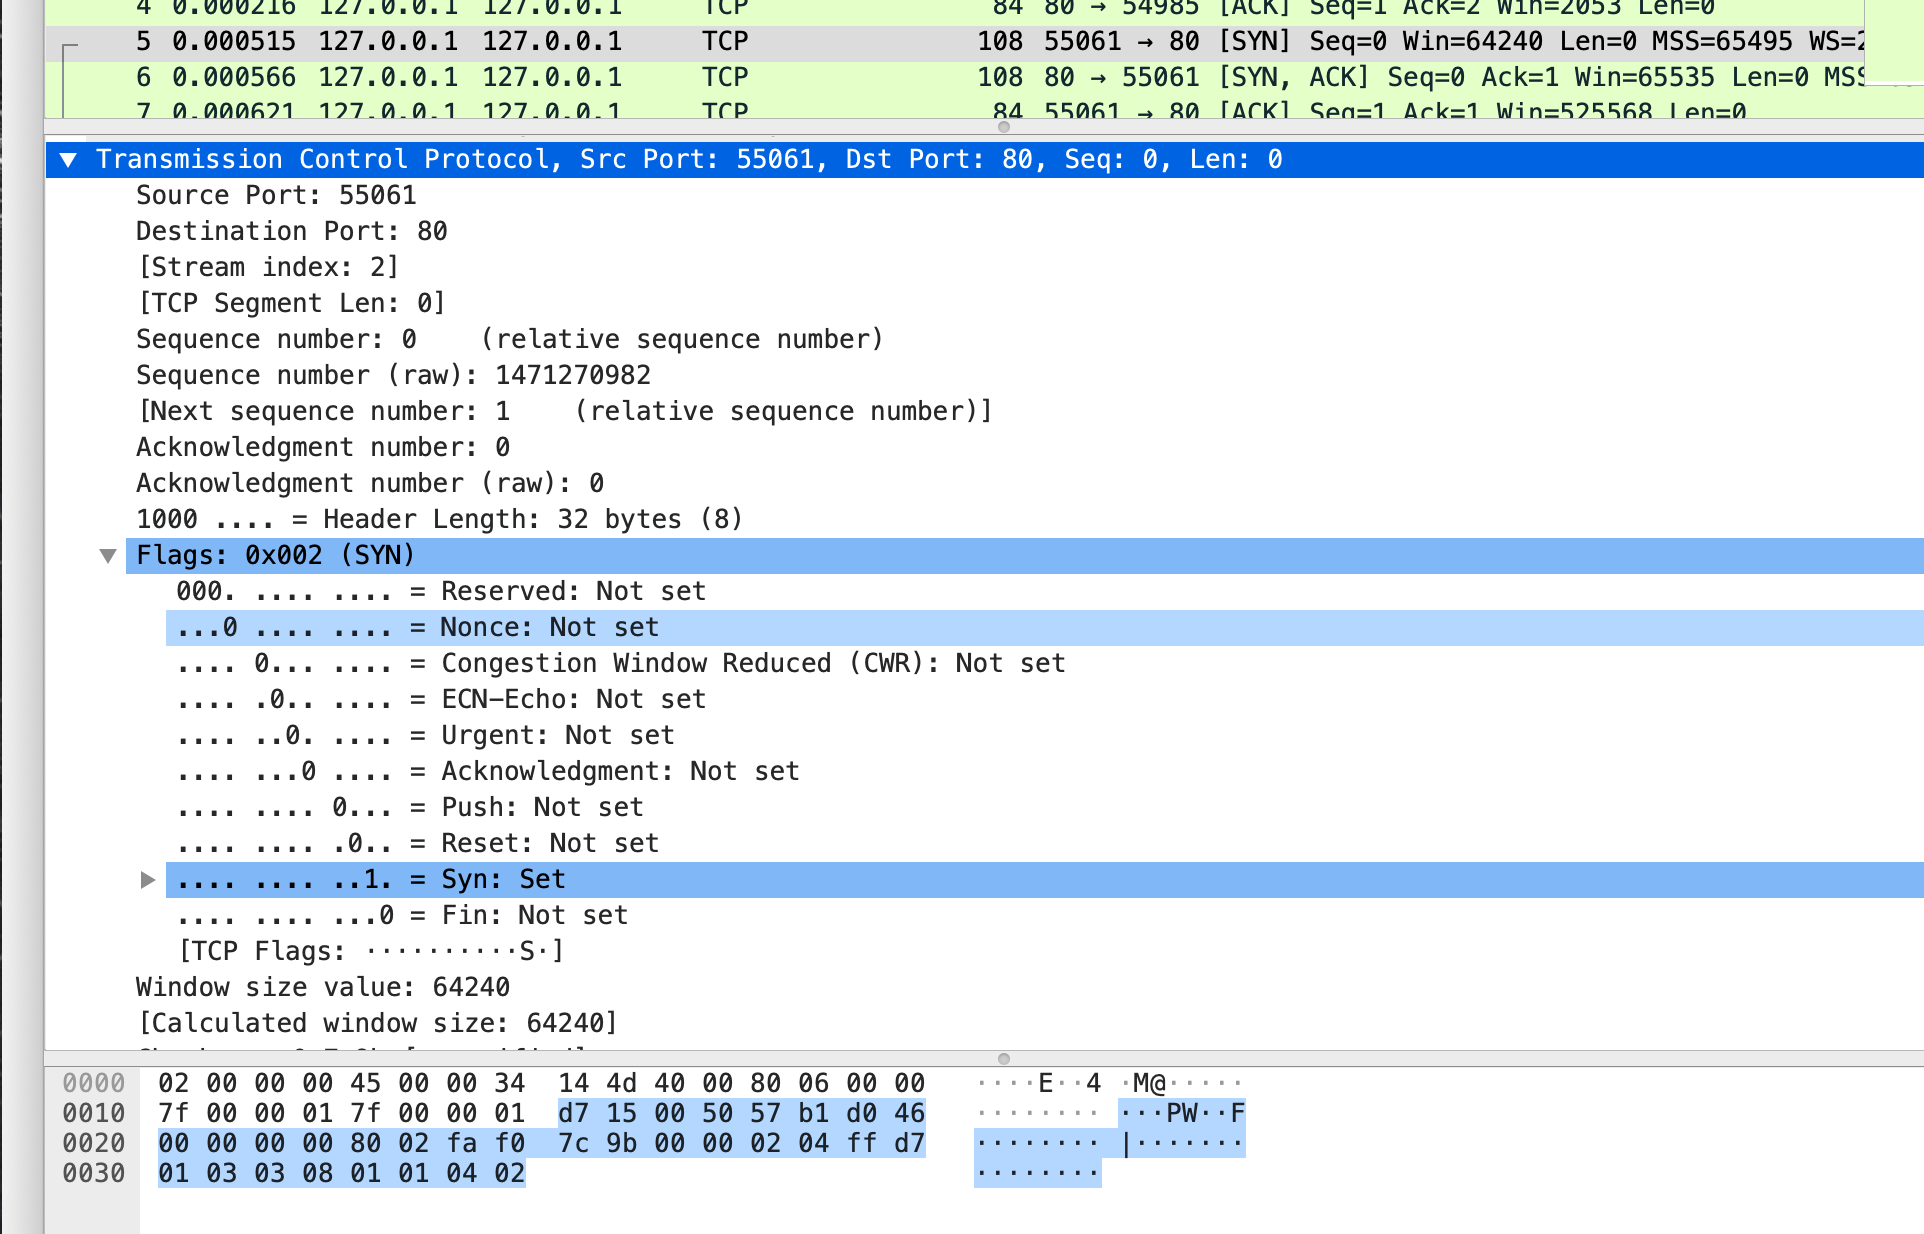 4 0.000216 127.0.0.1 127.0.0.1 TCP 84 80 → 54985 [ACK] Seq=1 Ack=2 Win=2053 Len=0
5 0.000515 127.0.0.1 127.0.0.1 TCP 108 55061 → 80 [SYN] Seq=0 Win=64240 Len=0 MSS=65495 WS=2
6 0.000566 127.0.0.1 127.0.0.1 TCP 108 80 → 55061 [SYN, ACK] Seq=0 Ack=1 Win=65535 Len=0 MSS
7 0.000621 127.0.0.1 127.0.0.1 TCP 84 55061 → 80 [ACK] Seq=1 Ack=1 Win=525568 Len=0
Transmission Control Protocol, Src Port: 55061, Dst Port: 80, Seq: 0, Len: 0
Source Port: 55061
Destination Port: 80
[Stream index: 2]
[TCP Segment Len: 0]
Sequence number: 0    (relative sequence number)
Sequence number (raw): 1471270982
[Next sequence number: 1    (relative sequence number)]
Acknowledgment number: 0
Acknowledgment number (raw): 0
1000 .... = Header Length: 32 bytes (8)
Flags: 0x002 (SYN)
000. .... .... = Reserved: Not set
...0 .... .... = Nonce: Not set
.... 0... .... = Congestion Window Reduced (CWR): Not set
.... .0.. .... = ECN-Echo: Not set
.... ..0. .... = Urgent: Not set
.... ...0 .... = Acknowledgment: Not set
.... .... 0... = Push: Not set
.... .... .0.. = Reset: Not set
.... .... ..1. = Syn: Set
.... .... ...0 = Fin: Not set
[TCP Flags: ··········S·]
Window size value: 64240
[Calculated window size: 64240]
0000 02 00 00 00 45 00 00 34 14 4d 40 00 80 06 00 00 ····E··4 ·M@·····
0010 7f 00 00 01 7f 00 00 01 d7 15 00 50 57 b1 d0 46 ········ ···PW··F
0020 00 00 00 00 80 02 fa f0 7c 9b 00 00 02 04 ff d7 ········ |·······
0030 01 03 03 08 01 01 04 02 ········